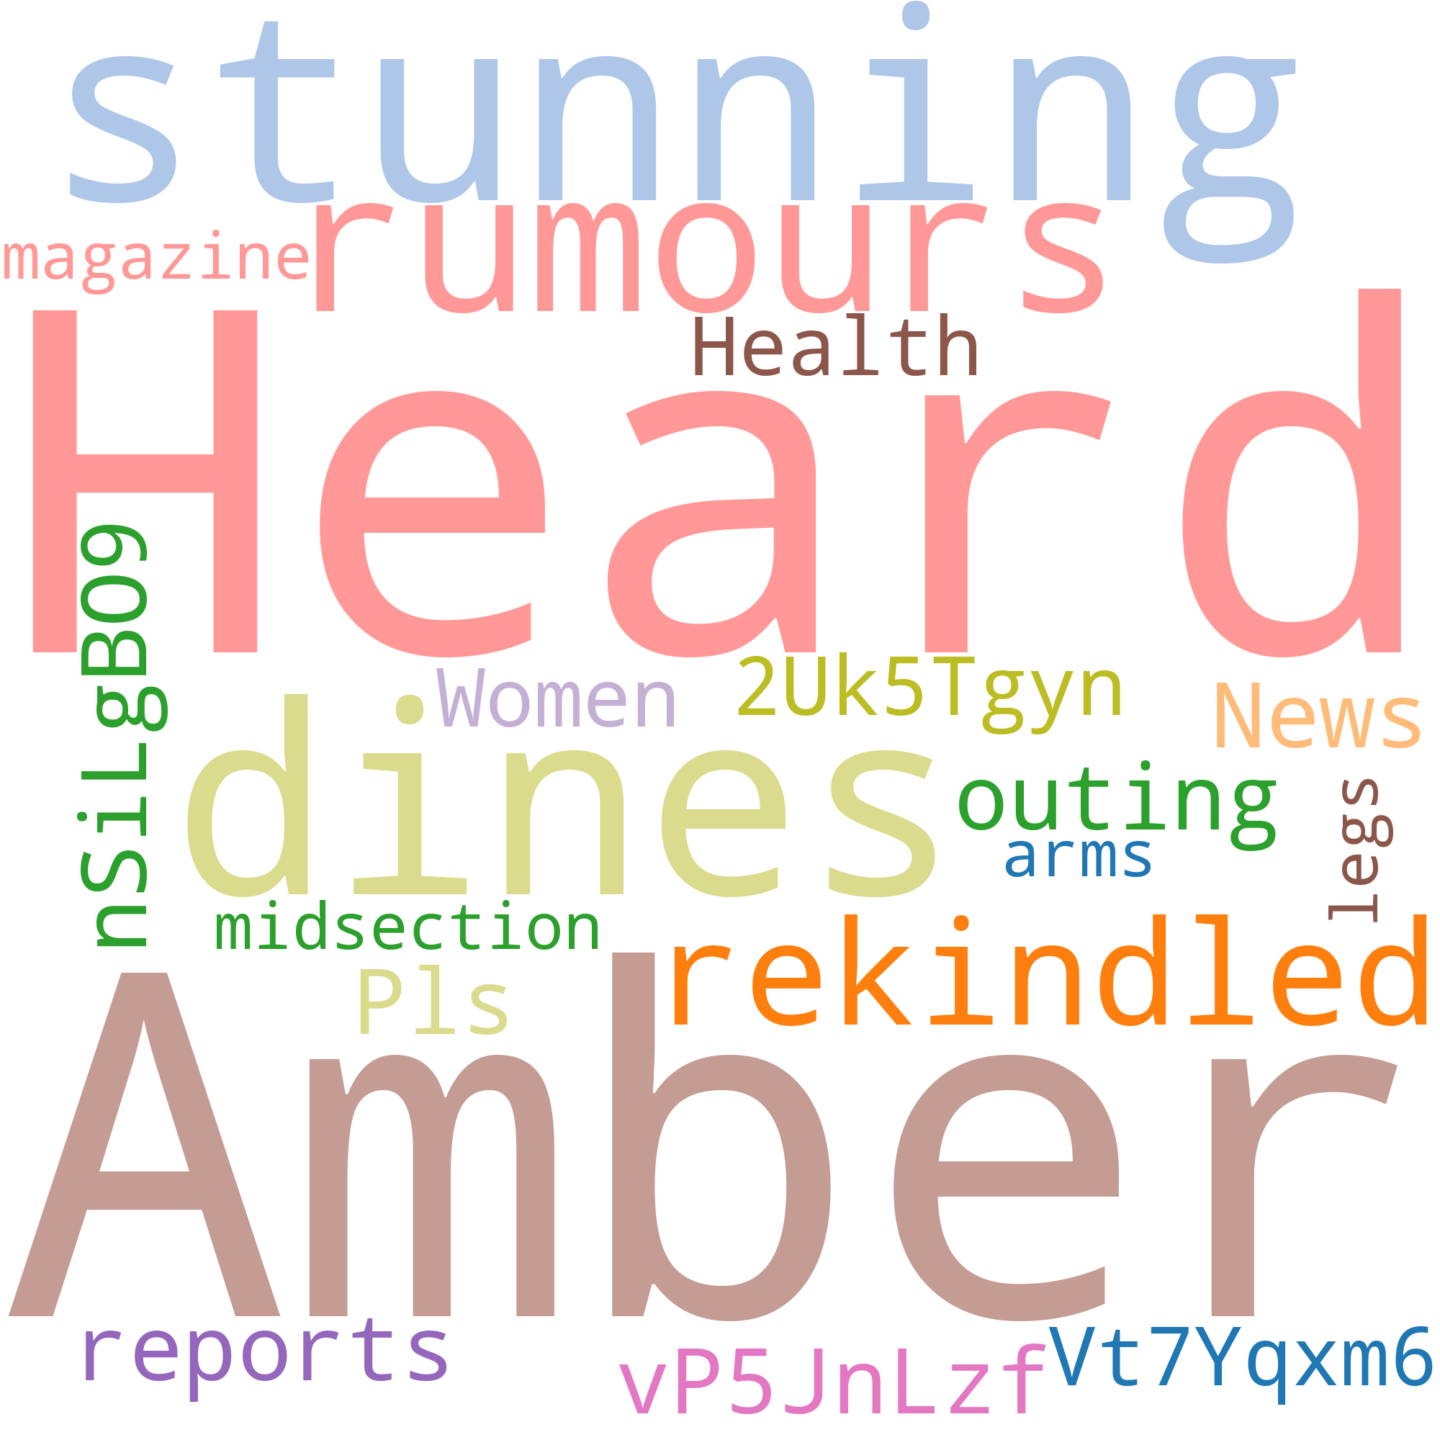 stunning
rumours
magazine
Health
Heard
nSiLgBO9
Women
2Uk5Tgyn
News
dines
outing
legs
arms
midsection
rekindled
Pls
Amber
reports
vP5JnLzf
Vt7Yqxm6